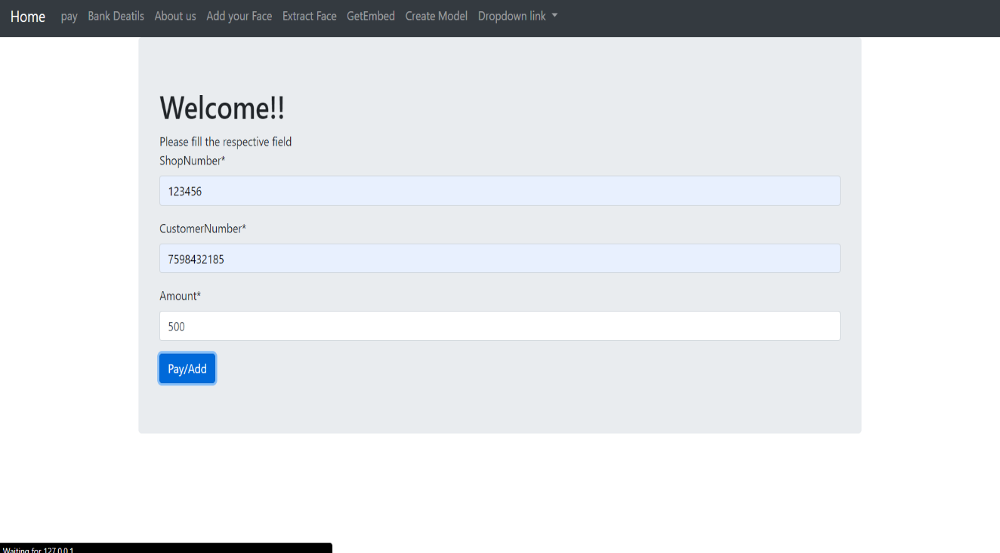 Home pay Bank Deatils About us Add your Face Extract Face GetEmbed Create Model Dropdown link
Welcome!!
Please fill the respective field
ShopNumber*
123456
CustomerNumber*
7598432185
Amount*
500
Pay/Add
Waiting for 127.0.0.1